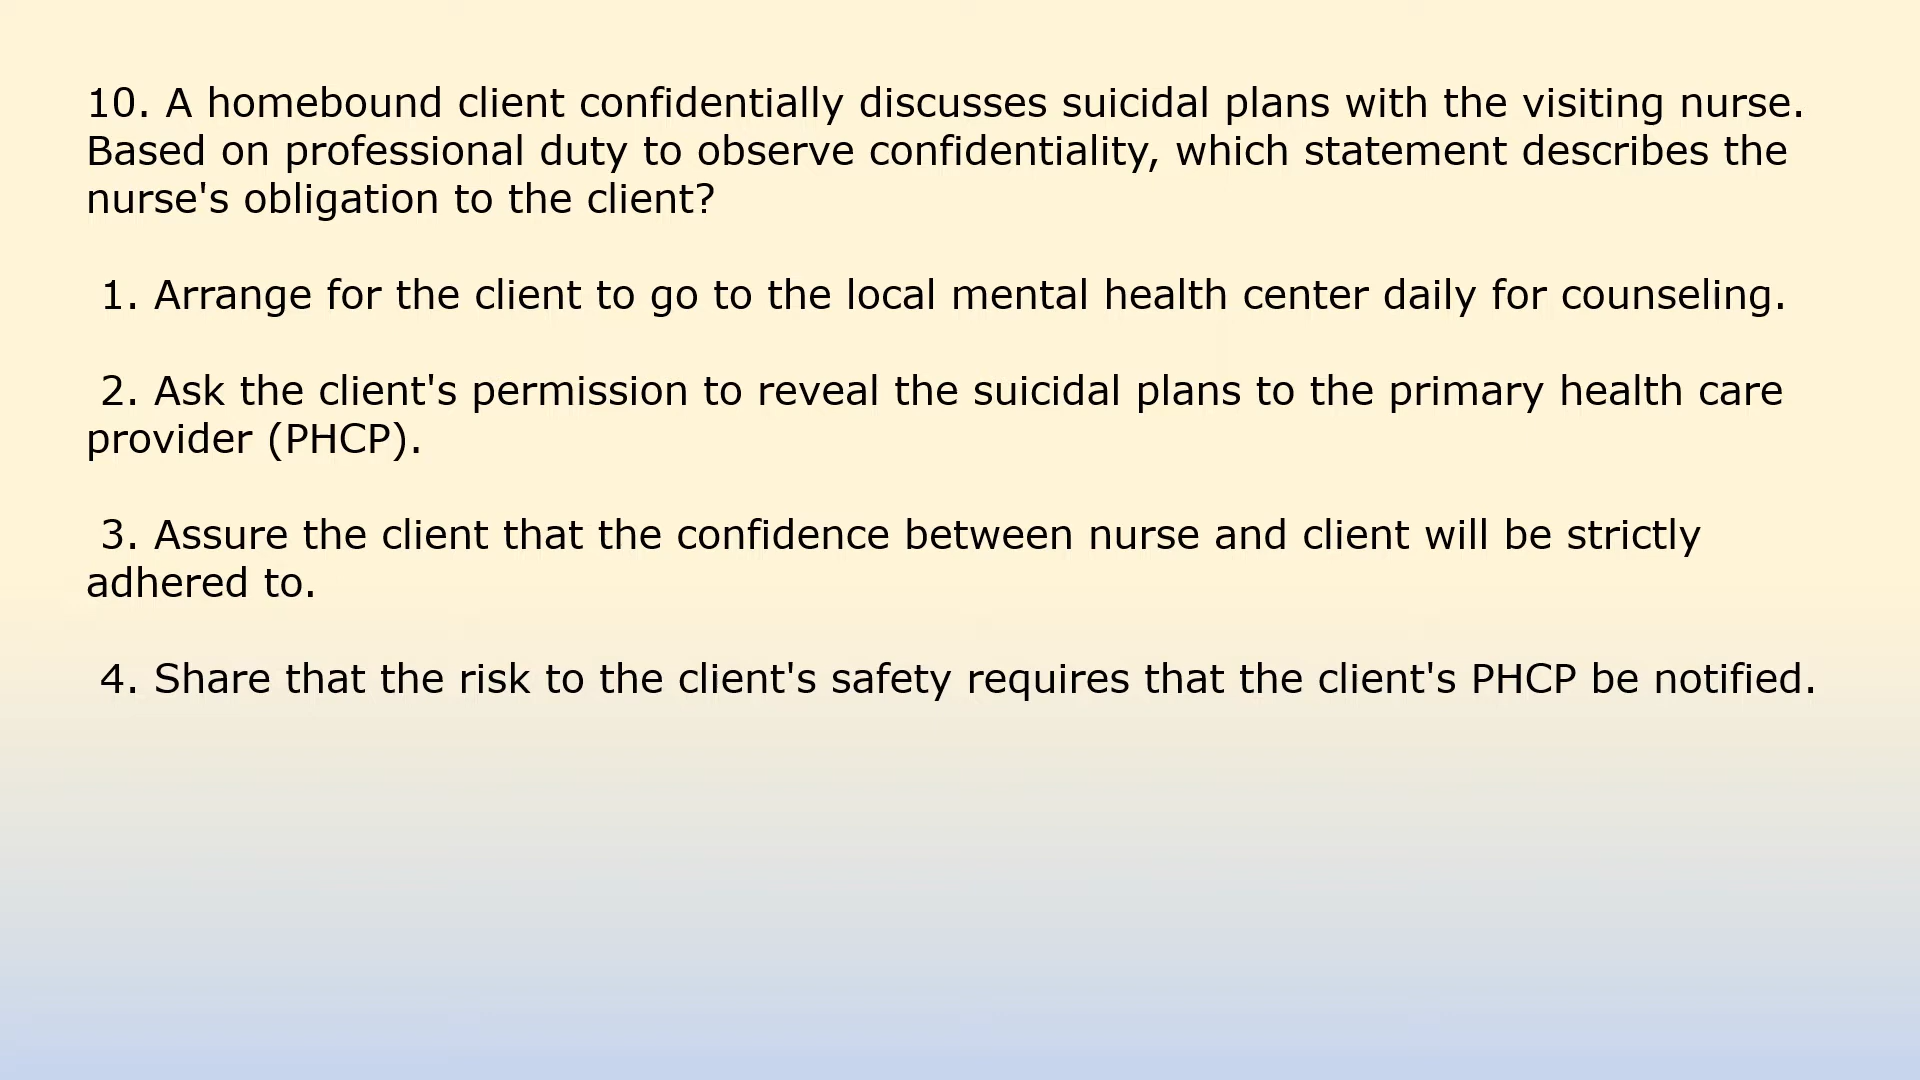 10. A homebound client confidentially discusses suicidal plans with the visiting nurse.
Based on professional duty to observe confidentiality, which statement describes the
nurse's obligation to the client?
1. Arrange for the client to go to the local mental health center daily for counseling.
2. Ask the client's permission to reveal the suicidal plans to the primary health care
provider (PHCP).
3. Assure the client that the confidence between nurse and client will be strictly
adhered to.
4. Share that the risk to the client's safety requires that the client's PHCP be notified.